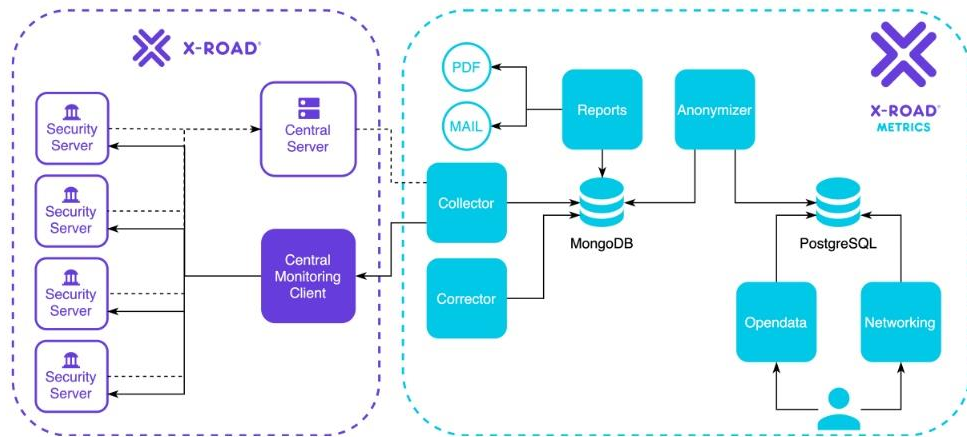 X-ROAD®
Security
Server
Security
Server
Security
Server
Security
Server
Central
Server
Central
Monitoring
Client
PDF
MAIL
Reports
Anonymizer
X-ROAD®
METRICS
Collector
MongoDB
PostgreSQL
Corrector
Opendata
Networking